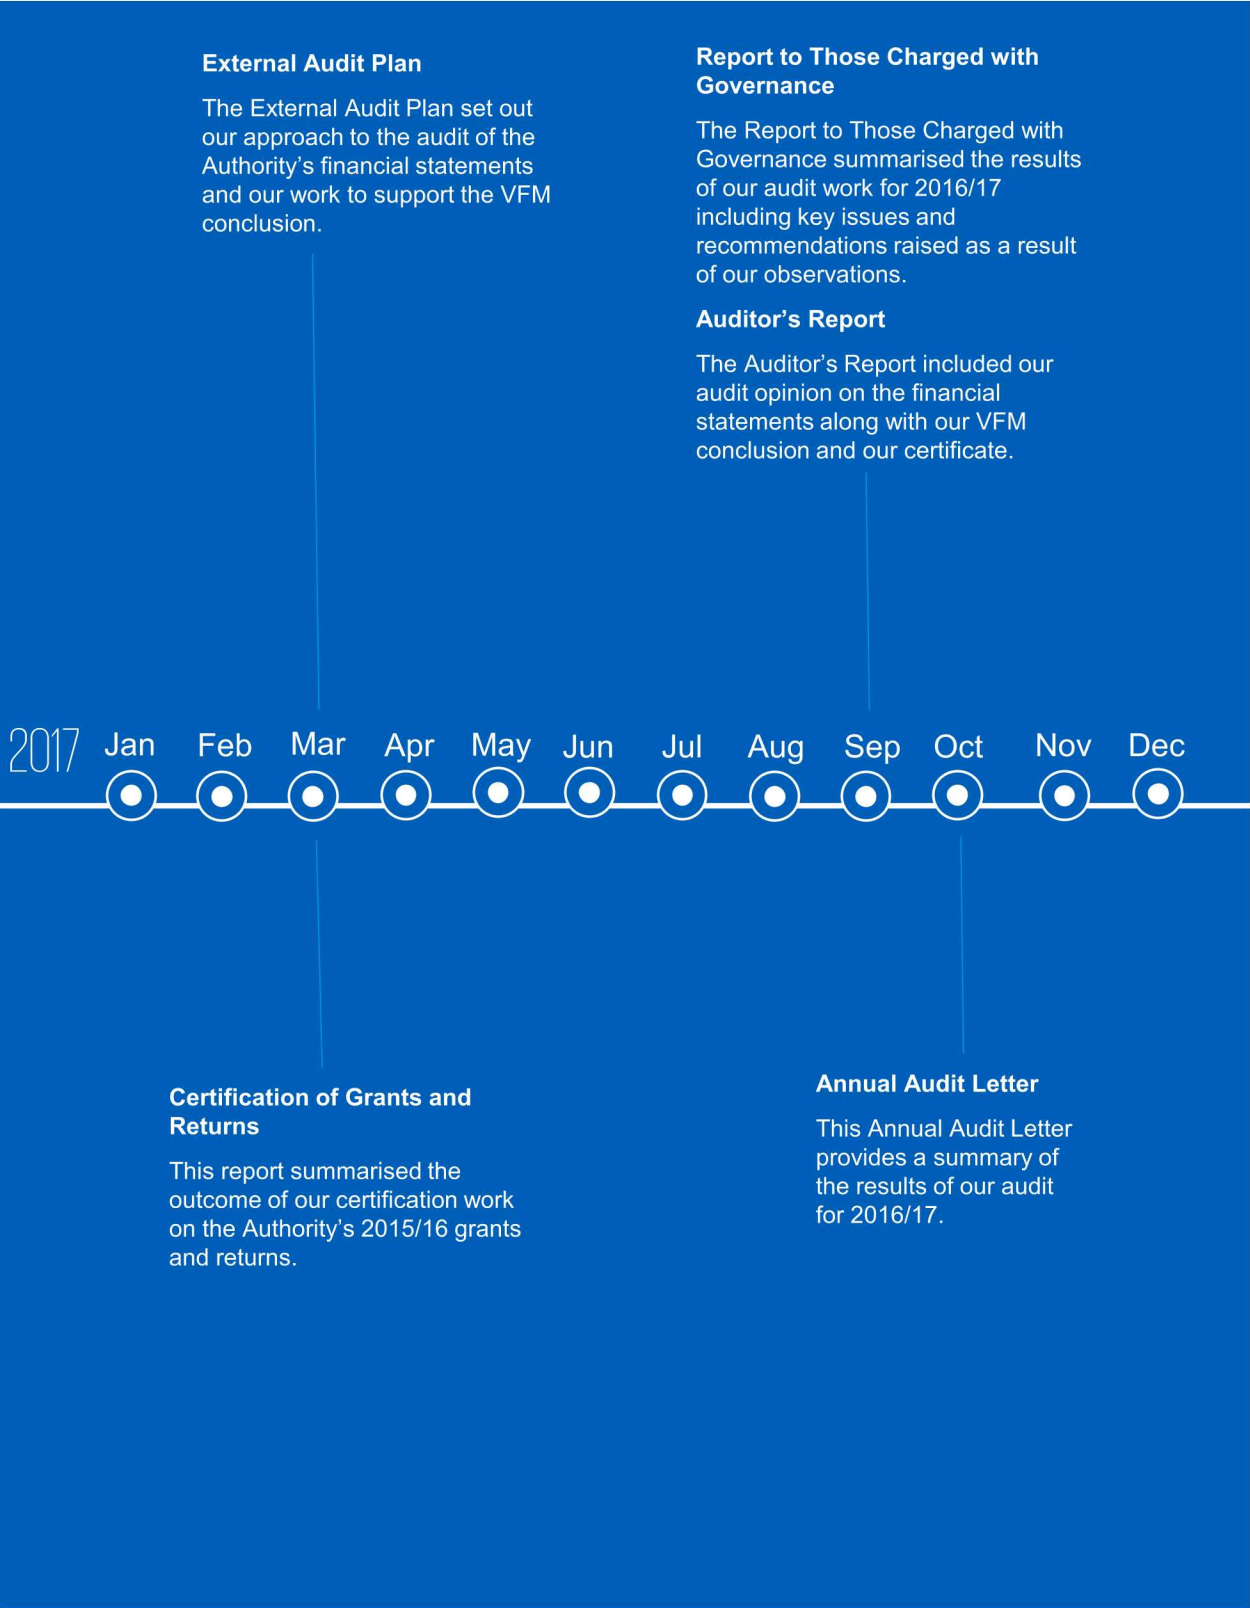 External Audit Plan
The External Audit Plan set out
our approach to the audit of the
Authority’s financial statements
and our work to support the VFM
conclusion.
Report to Those Charged with
Governance
The Report to Those Charged with
Governance summarised the results
of our audit work for 2016/17
including key issues and
recommendations raised as a result
of our observations.
Auditor’s Report
The Auditor’s Report included our
audit opinion on the financial
statements along with our VFM
conclusion and our certificate.
2017 Jan Feb Mar Apr May Jun Jul Aug Sep Oct Nov Dec
Certification of Grants and
Returns
This report summarised the
outcome of our certification work
on the Authority’s 2015/16 grants
and returns.
Annual Audit Letter
This Annual Audit Letter
provides a summary of
the results of our audit
for 2016/17.